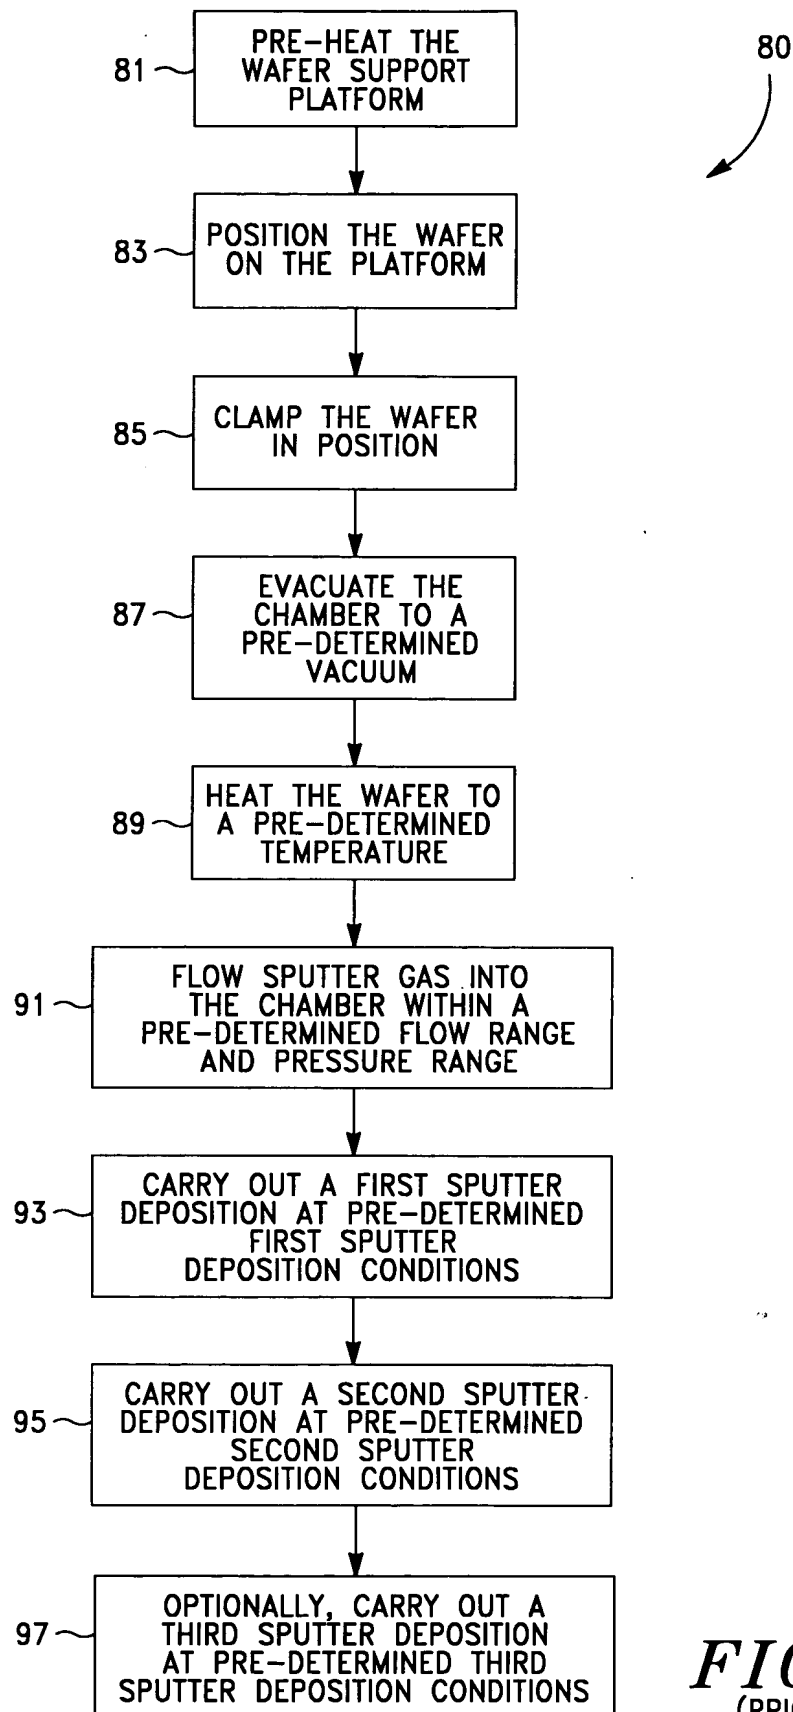 80
81
PRE-HEAT THE
WAFER SUPPORT
PLATFORM
83
POSITION THE WAFER
ON THE PLATFORM
85
CLAMP THE WAFER
IN POSITION
87
EVACUATE THE
CHAMBER TO A
PRE-DETERMINED
VACUUM
89
HEAT THE WAFER TO
A PRE-DETERMINED
TEMPERATURE
91
FLOW SPUTTER GAS INTO
THE CHAMBER WITHIN A
PRE-DETERMINED FLOW RANGE
AND PRESSURE RANGE
93
CARRY OUT A FIRST SPUTTER
DEPOSITION AT PRE-DETERMINED
FIRST SPUTTER
DEPOSITION CONDITIONS
95
CARRY OUT A SECOND SPUTTER
DEPOSITION AT PRE-DETERMINED
SECOND SPUTTER
DEPOSITION CONDITIONS
97
OPTIONALLY, CARRY OUT A
THIRD SPUTTER DEPOSITION
AT PRE-DETERMINED THIRD
SPUTTER DEPOSITION CONDITIONS